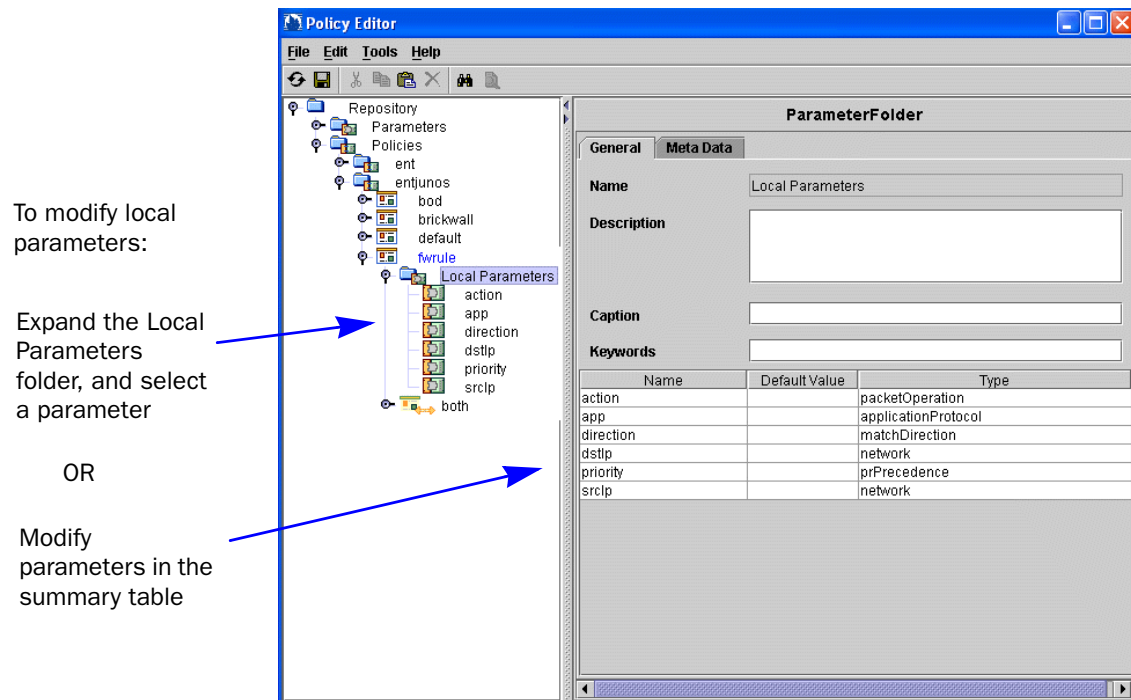 Policy Editor
File Edit Tools Help
Repository
Parameters
Policies
ent
entjunos
bod
brickwall
default
fwrule
Local Parameters
action
app
direction
dstIp
priority
srcIp
both
To modify local
parameters:
Expand the Local
Parameters
folder, and select
a parameter
OR
Modify
parameters in the
summary table
ParameterFolder
General Meta Data
Name Local Parameters
Description
Caption
Keywords
Name Default Value Type
action packetOperation
app applicationProtocol
direction matchDirection
dstIp network
priority prPrecedence
srcIp network